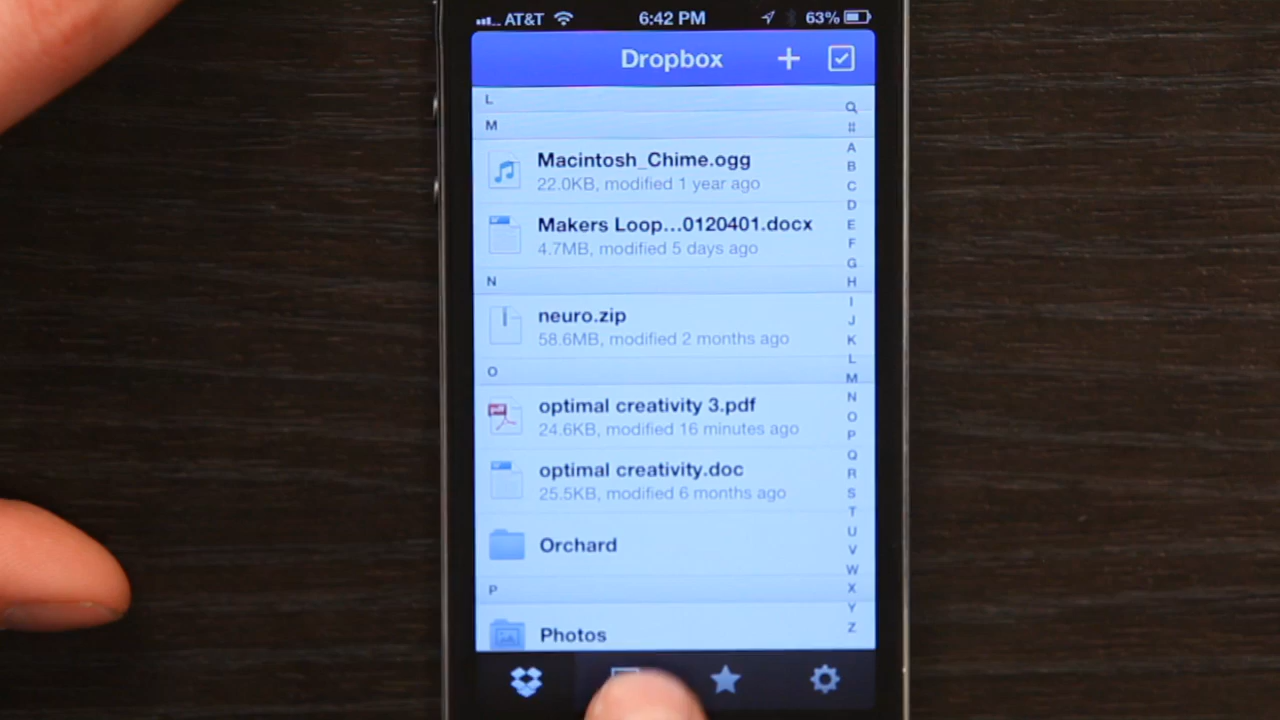 AT&T 6:42 PM 63%
Dropbox
L
M
Macintosh_Chime.ogg
22.0KB, modified 1 year ago
Makers Loop...0120401.docx
4.7MB, modified 5 days ago
N
neuro.zip
58.6MB, modified 2 months ago
O
optimal creativity 3.pdf
24.6KB, modified 16 minutes ago
optimal creativity.doc
25.5KB, modified 6 months ago
Orchard
P
Photos
#
A
B
C
D
E
F
G
H
I
J
K
L
M
N
O
P
Q
R
S
T
U
V
W
X
Y
Z